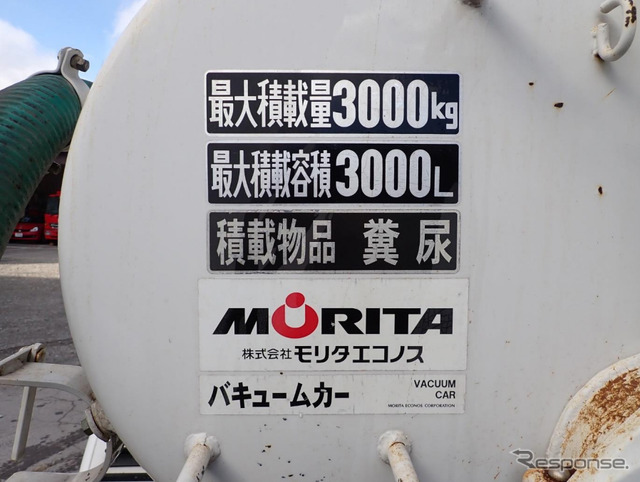 最大積載量3000kg
最大積載容積3000L
積載物品 糞尿
MORITA
株式会社モリタエコノス
バキュームカー
VACUUM
CAR
MORITA ECONOS CORPORATION
Response.